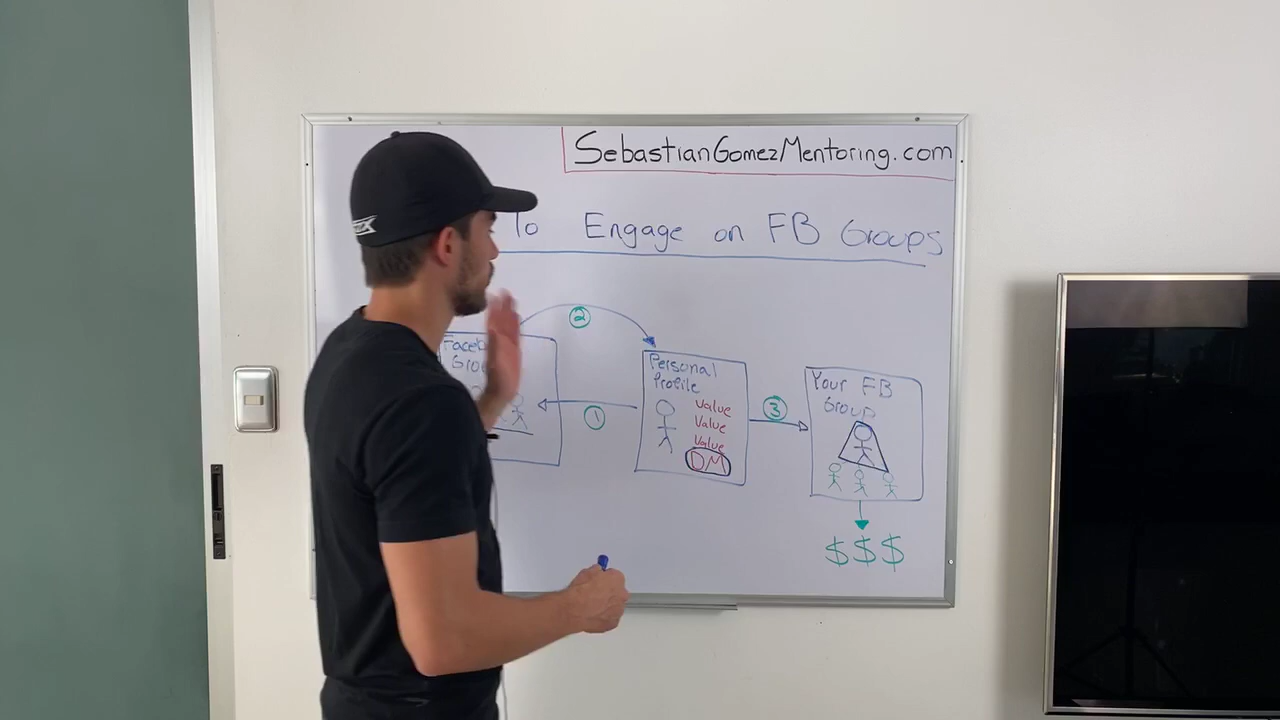 SebastianGomezMentoring.com
To Engage on FB Groups
②
Personal
Profile
Value
Value
Value
DM
①
③
Your FB
Group
$$$